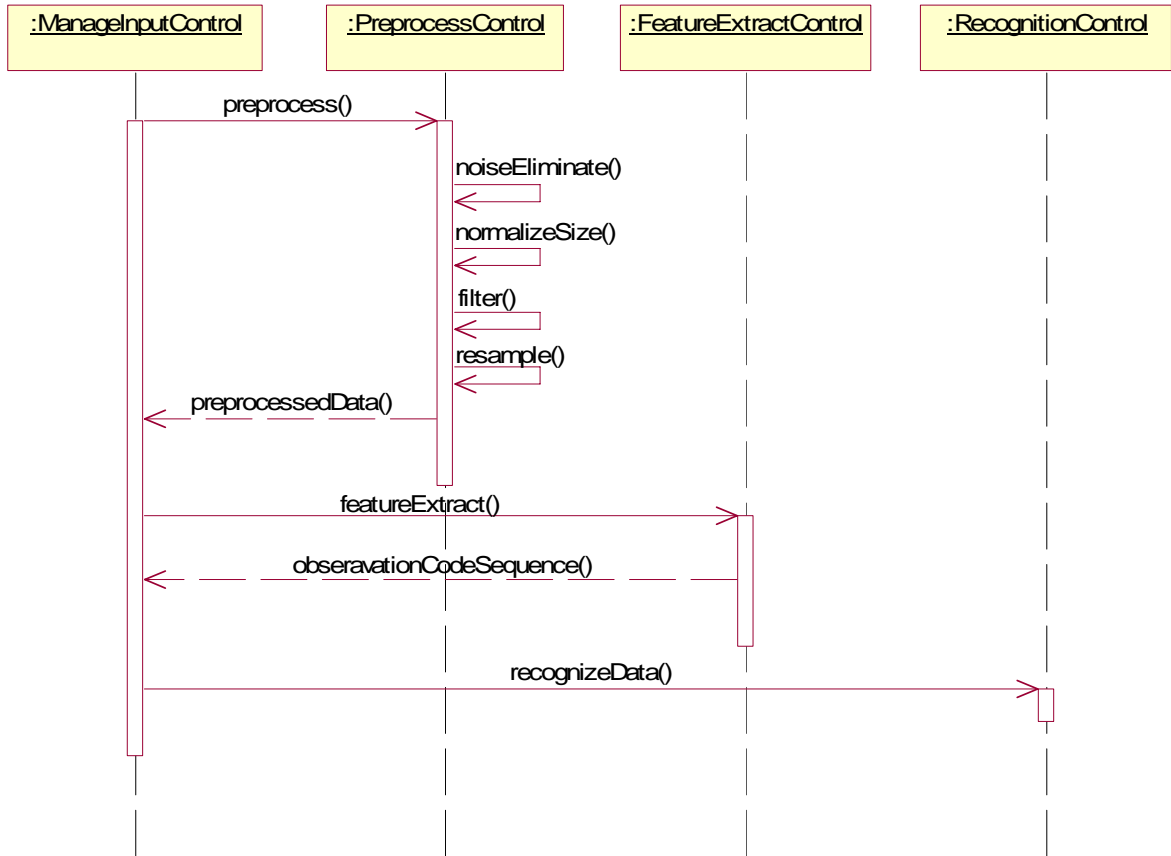 :ManageInputControl
:PreprocessControl
:FeatureExtractControl
:RecognitionControl
preprocess()
noiseEliminate()
normalizeSize()
filter()
resample()
preprocessedData()
featureExtract()
obseravationCodeSequence()
recognizeData()